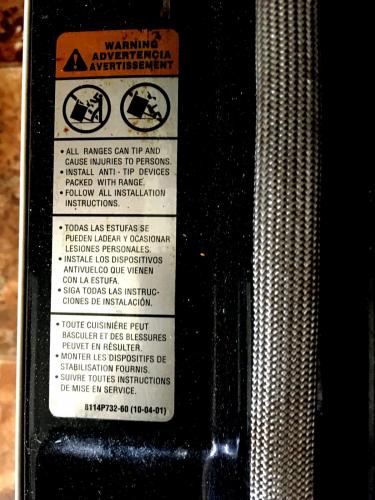 WARNING
ADVERTENCIA
AVERTISSEMENT
• ALL RANGES CAN TIP AND
CAUSE INJURIES TO PERSONS.
• INSTALL ANTI - TIP DEVICES
PACKED WITH RANGE.
• FOLLOW ALL INSTALLATION
INSTRUCTIONS.
• TODAS LAS ESTUFAS SE
PUEDEN LADEAR Y OCASIONAR
LESIONES PERSONALES.
• INSTALE LOS DISPOSITIVOS
ANTIVUELCO QUE VIENEN
CON LA ESTUFA.
• SIGA TODAS LAS INSTRUC-
CIONES DE INSTALACIÓN.
• TOUTE CUISINIÉRE PEUT
BASCULER ET DES BLESSURES
PEUVET EN RÉSULTER.
• MONTER LES DISPOSITIFS DE
STABILISATION FOURNIS.
• SUIVRE TOUTES INSTRUCTIONS
DE MISE EN SERVICE.
8114P732-60 (10-04-01)